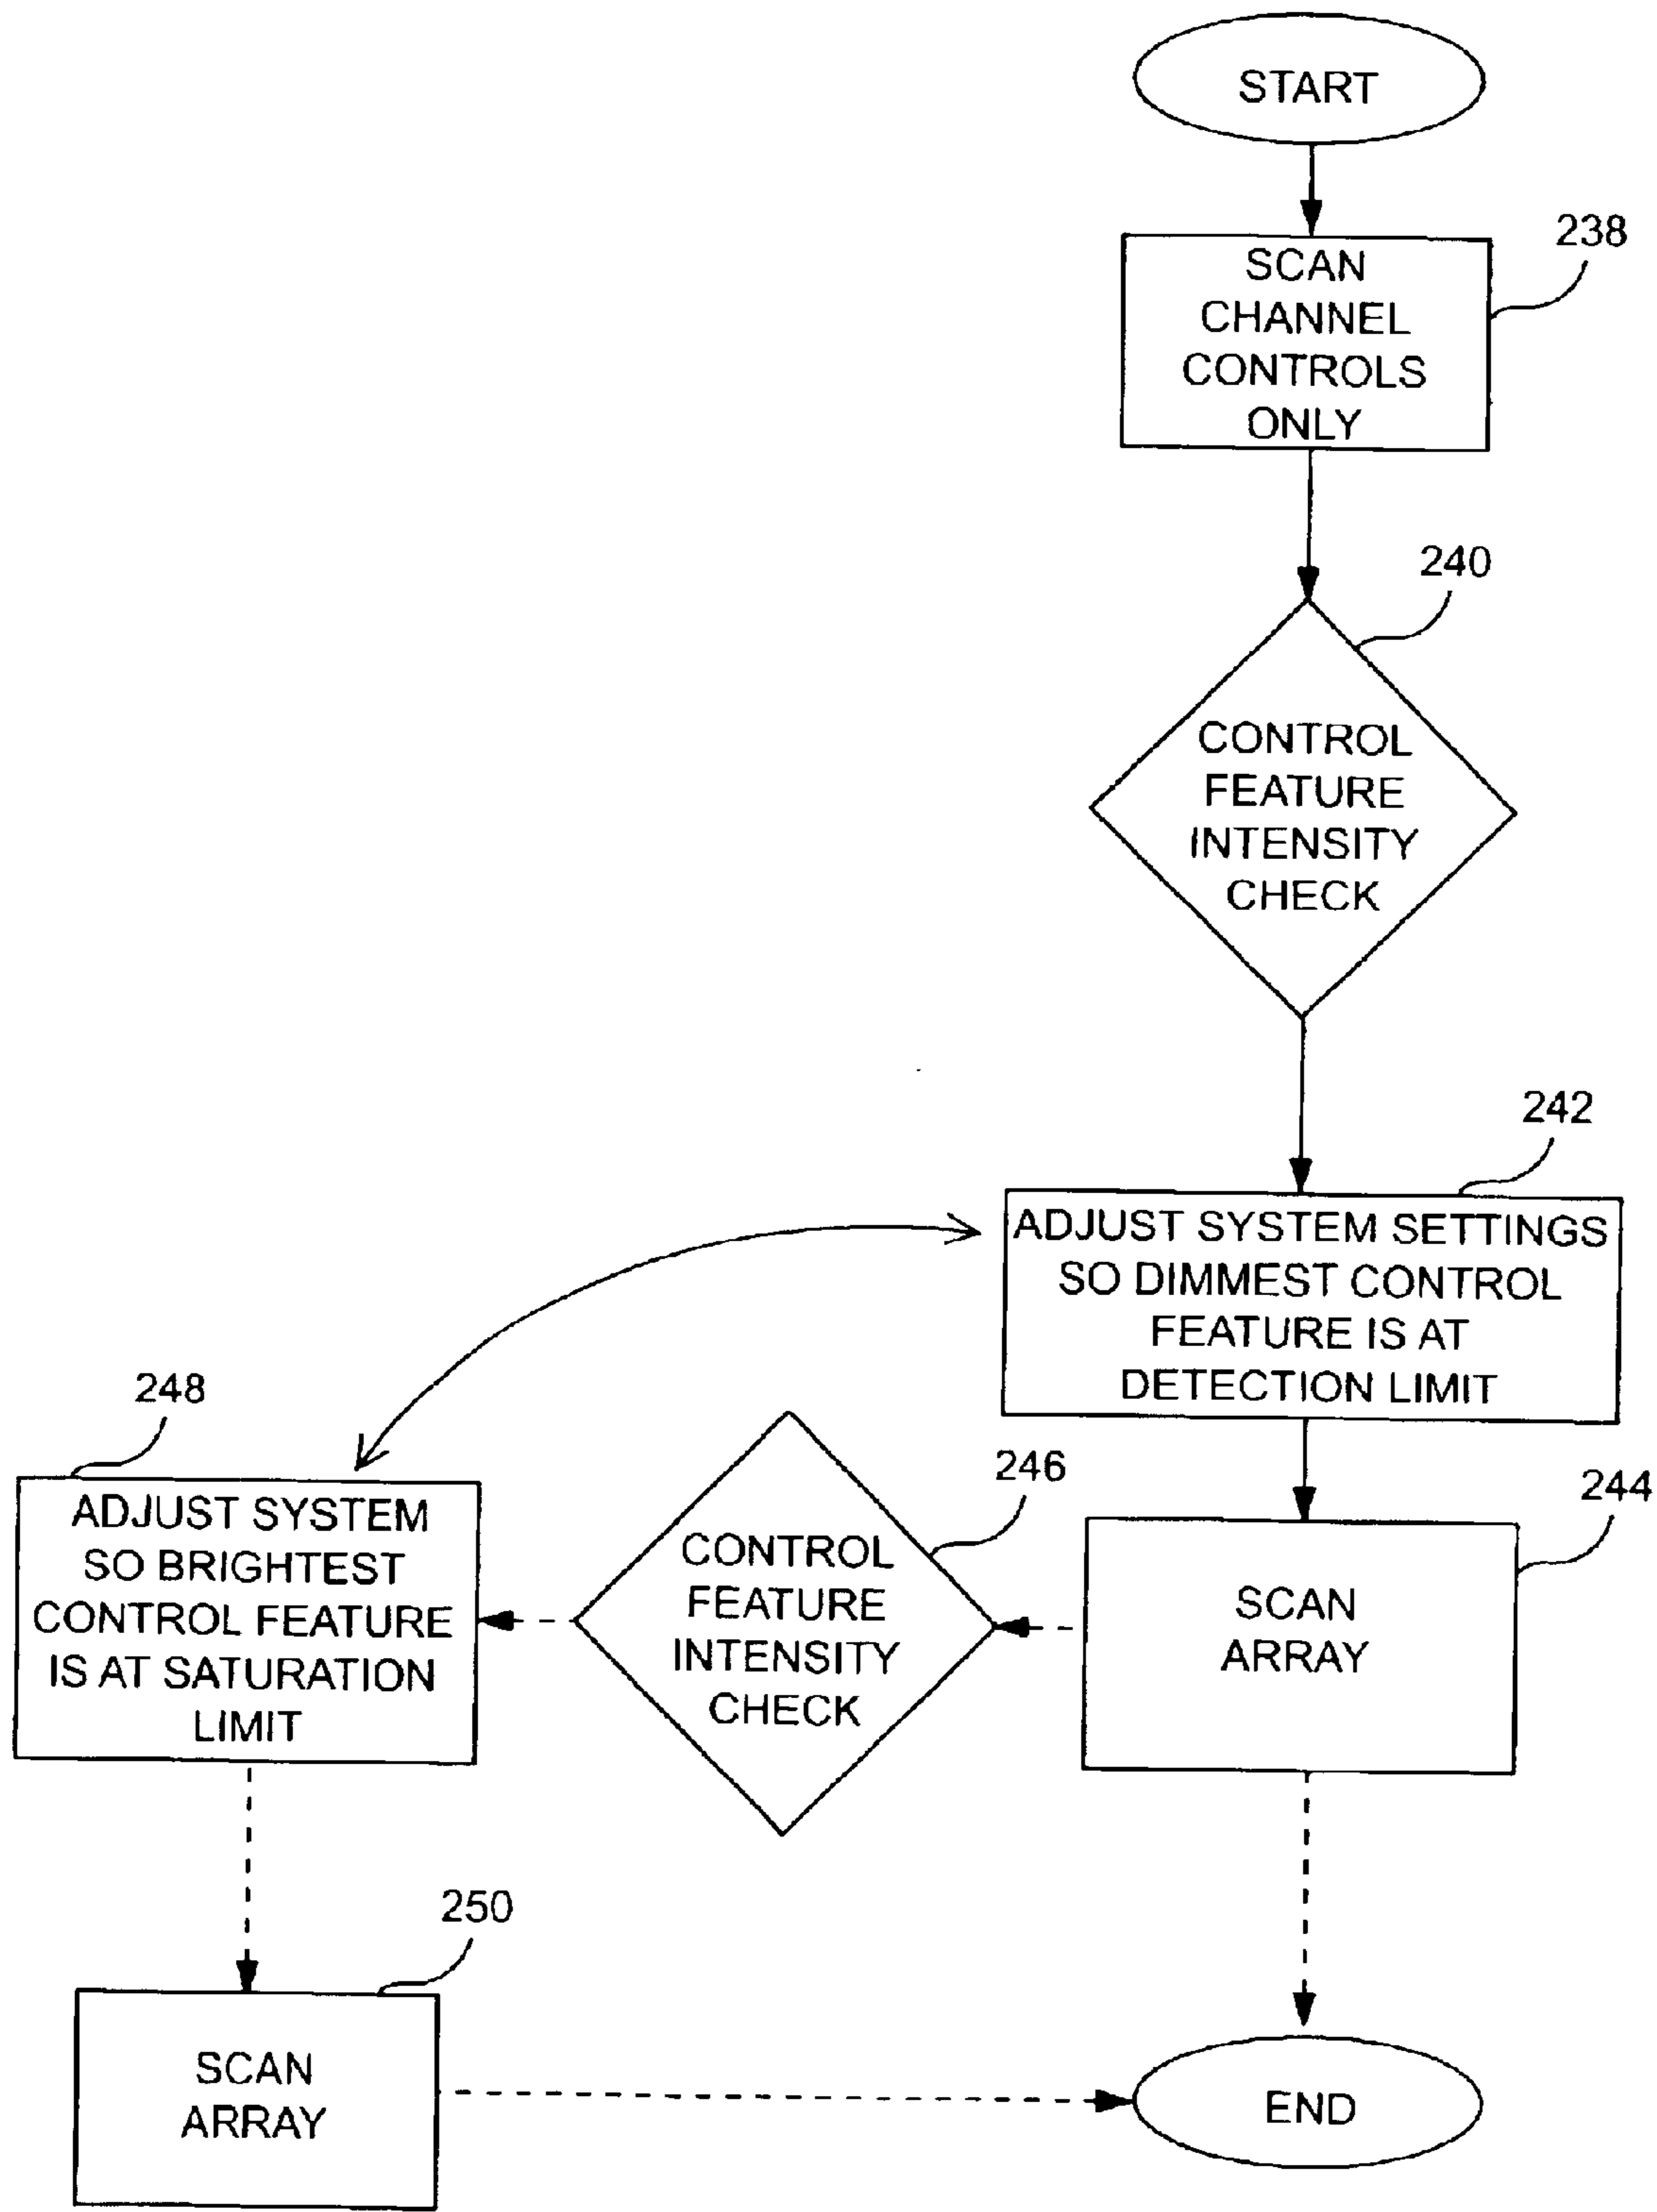 START
238
SCAN
CHANNEL
CONTROLS
ONLY
240
CONTROL
FEATURE
INTENSITY
CHECK
242
ADJUST SYSTEM SETTINGS
SO DIMMEST CONTROL
FEATURE IS AT
DETECTION LIMIT
244
SCAN
ARRAY
246
CONTROL
FEATURE
INTENSITY
CHECK
248
ADJUST SYSTEM
SO BRIGHTEST
CONTROL FEATURE
IS AT SATURATION
LIMIT
250
SCAN
ARRAY
END